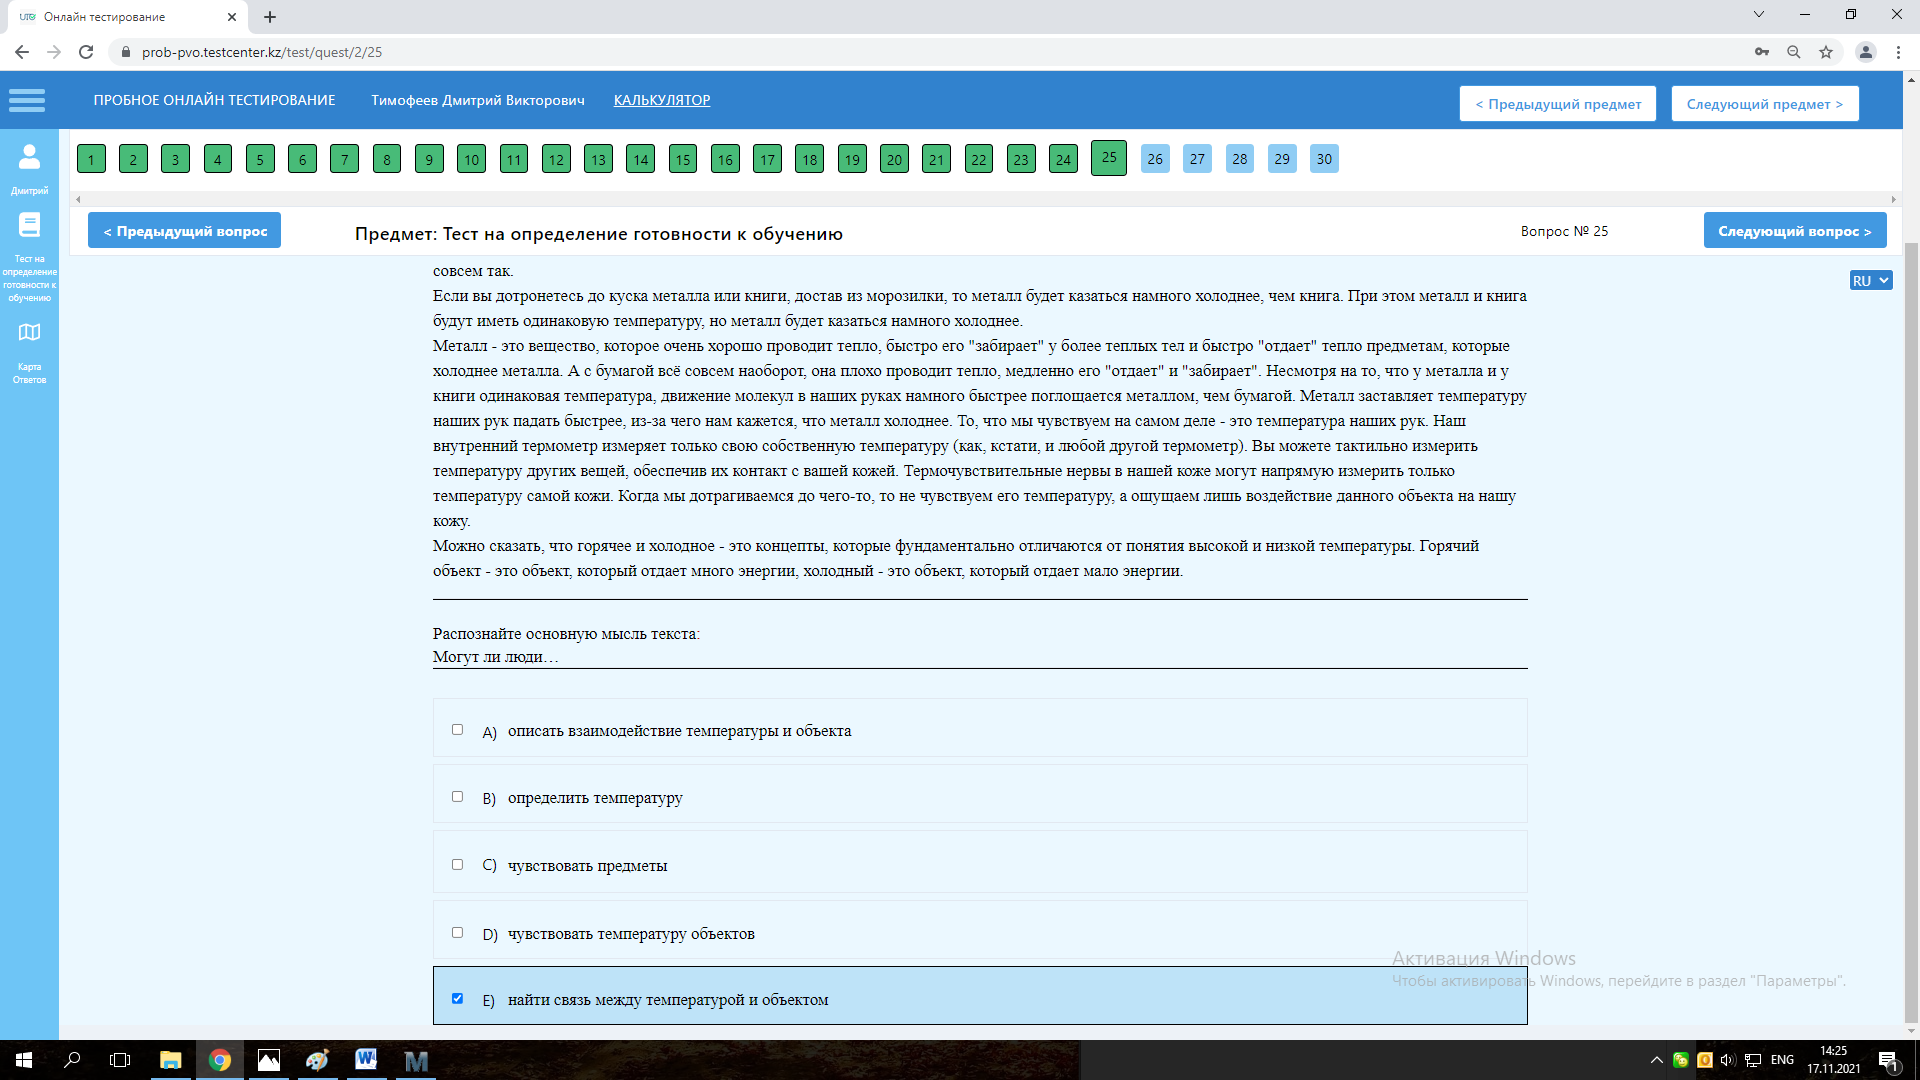 Онлайн тестирование
prob-pvo.testcenter.kz/test/quest/2/25
ПРОБНОЕ ОНЛАЙН ТЕСТИРОВАНИЕ Тимофеев Дмитрий Викторович КАЛЬКУЛЯТОР < Предыдущий предмет Следующий предмет >
1 2 3 4 5 6 7 8 9 10 11 12 13 14 15 16 17 18 19 20 21 22 23 24 25 26 27 28 29 30
Дмитрий
Тест на
определение
готовности к
обучению
Карта
Ответов
< Предыдущий вопрос Предмет: Тест на определение готовности к обучению Вопрос № 25 Следующий вопрос >
RU
совсем так.
Если вы дотронетесь до куска металла или книги, достав из морозилки, то металл будет казаться намного холоднее, чем книга. При этом металл и книга
будут иметь одинаковую температуру, но металл будет казаться намного холоднее.
Металл - это вещество, которое очень хорошо проводит тепло, быстро его "забирает" у более теплых тел и быстро "отдает" тепло предметам, которые
холоднее металла. А с бумагой всё совсем наоборот, она плохо проводит тепло, медленно его "отдает" и "забирает". Несмотря на то, что у металла и у
книги одинаковая температура, движение молекул в наших руках намного быстрее поглощается металлом, чем бумагой. Металл заставляет температуру
наших рук падать быстрее, из-за чего нам кажется, что металл холоднее. То, что мы чувствуем на самом деле - это температура наших рук. Наш
внутренний термометр измеряет только свою собственную температуру (как, кстати, и любой другой термометр). Вы можете тактильно измерить
температуру других вещей, обеспечив их контакт с вашей кожей. Термочувствительные нервы в нашей коже могут напрямую измерить только
температуру самой кожи. Когда мы дотрагиваемся до чего-то, то не чувствуем его температуру, а ощущаем лишь воздействие данного объекта на нашу
кожу.
Можно сказать, что горячее и холодное - это концепты, которые фундаментально отличаются от понятия высокой и низкой температуры. Горячий
объект - это объект, который отдает много энергии, холодный - это объект, который отдает мало энергии.
Распознайте основную мысль текста:
Могут ли люди…
A) описать взаимодействие температуры и объекта
B) определить температуру
C) чувствовать предметы
D) чувствовать температуру объектов
E) найти связь между температурой и объектом
Активация Windows
Чтобы активировать Windows, перейдите в раздел "Параметры".
ENG
14:25
17.11.2021
1